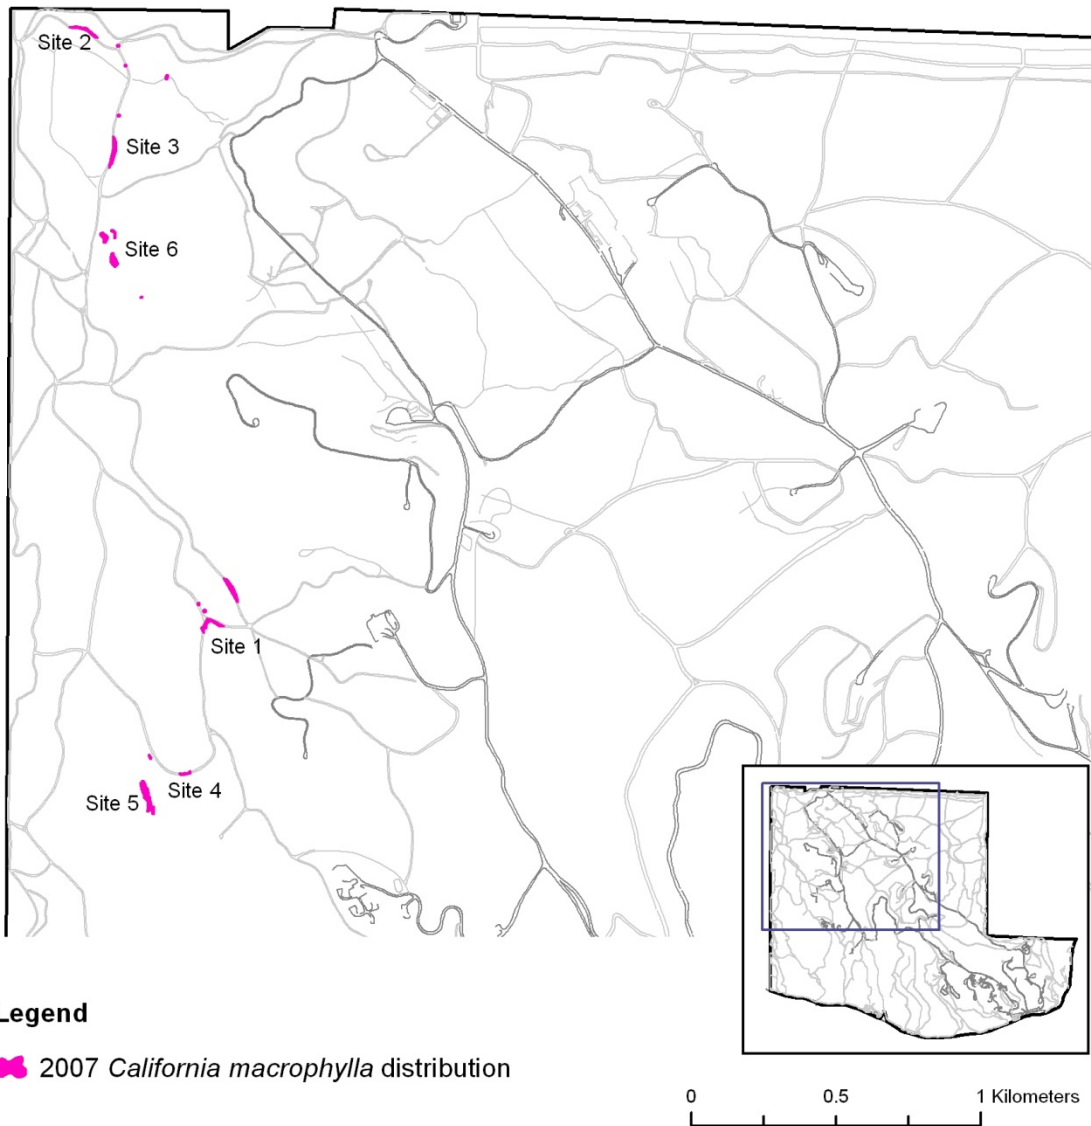 Site 2
Site 3
Site 6
Site 1
Site 4
Site 5
Legend
2007 California macrophylla distribution
0 0.5 1 Kilometers